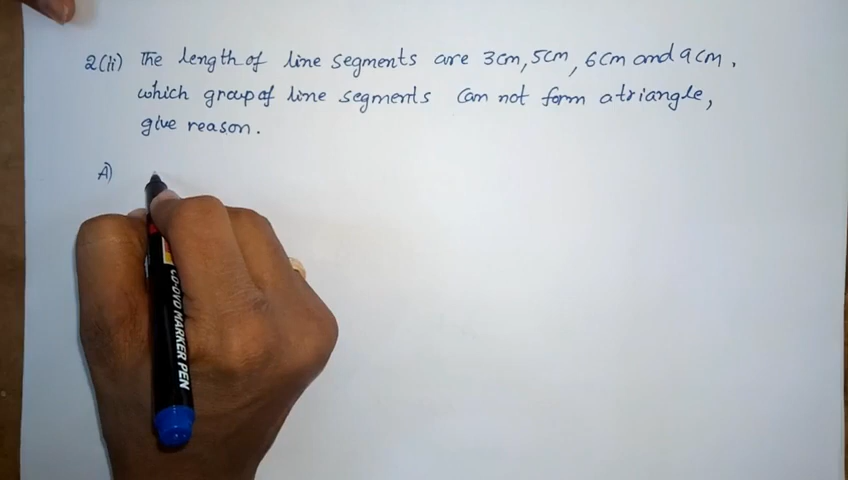 2(ii) The length of line segments are 3cm, 5cm, 6cm and 9cm.
which group of line segments can not form a triangle,
give reason.
A)
CD-DVD MARKER PEN